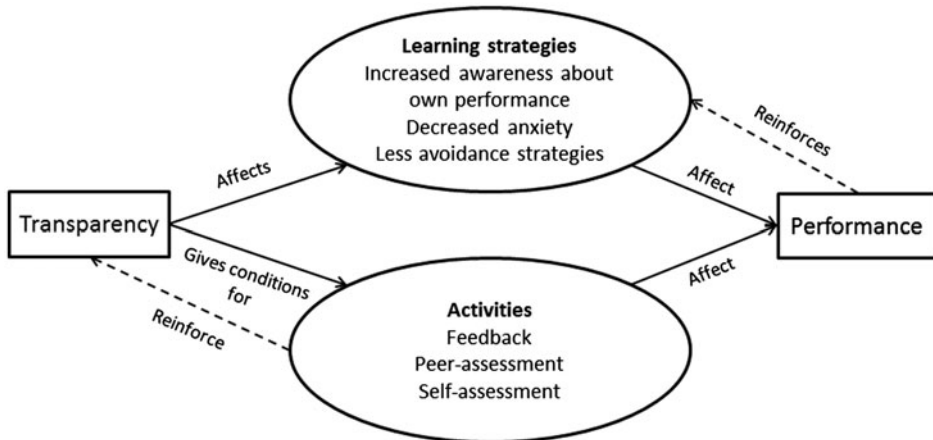 Learning strategies
Increased awareness about
own performance
Decreased anxiety
Less avoidance strategies
Reinforces
Affects
Affect
Transparency
Performance
Gives conditions
for
Reinforce
Affect
Activities
Feedback
Peer-assessment
Self-assessment